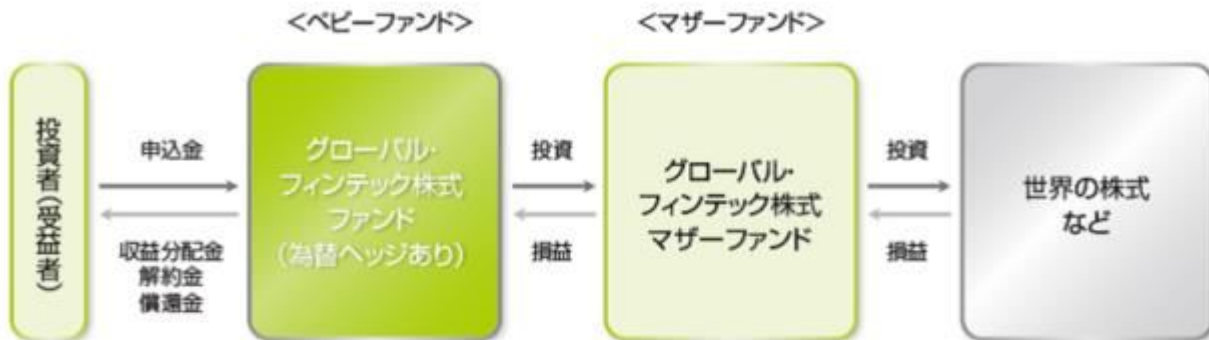 <ベビーファンド>
<マザーファンド>
投資者(受益者)
申込金
収益分配金
解約金
償還金
グローバル・
フィンテック株式
ファンド
(為替ヘッジあり)
投資
損益
グローバル・
フィンテック株式
マザーファンド
投資
損益
世界の株式
など